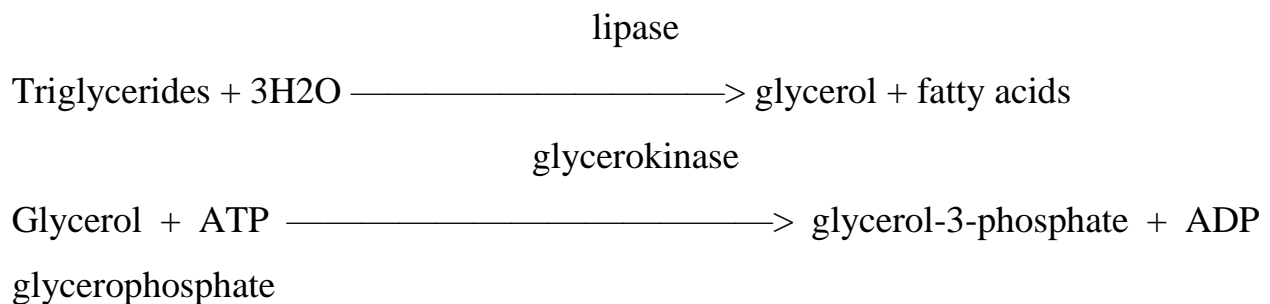 lipase
Triglycerides + 3H2O ——————————> glycerol + fatty acids
glycerokinase
Glycerol + ATP —————————————> glycerol-3-phosphate + ADP
glycerophosphate